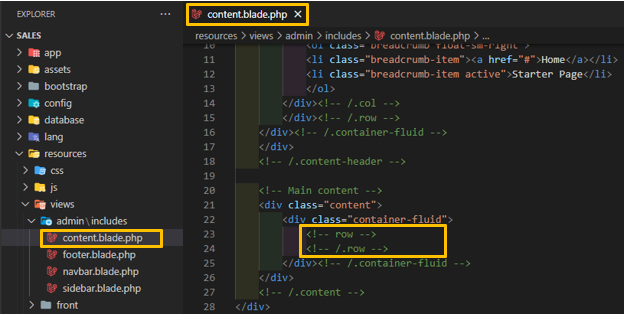 EXPLORER
...
SALES
app
assets
bootstrap
config
database
lang
resources
css
js
views
admin \ includes
content.blade.php
footer.blade.php
navbar.blade.php
sidebar.blade.php
front
content.blade.php ×
resources > views > admin > includes > content.blade.php > ...
10 <ol class="breadcrumb float-sm-right">
11 <li class="breadcrumb-item"><a href="#">Home</a></li>
12 <li class="breadcrumb-item active">Starter Page</li>
13 </ol>
14 </div><!-- /.col -->
15 </div><!-- /.row -->
16 </div><!-- /.container-fluid -->
17 </div>
18 <!-- /.content-header -->
19
20 <!-- Main content -->
21 <div class="content">
22 <div class="container-fluid">
23 <!-- row -->
24 <!-- /.row -->
25 </div><!-- /.container-fluid -->
26 </div>
27 <!-- /.content -->
28 </div>